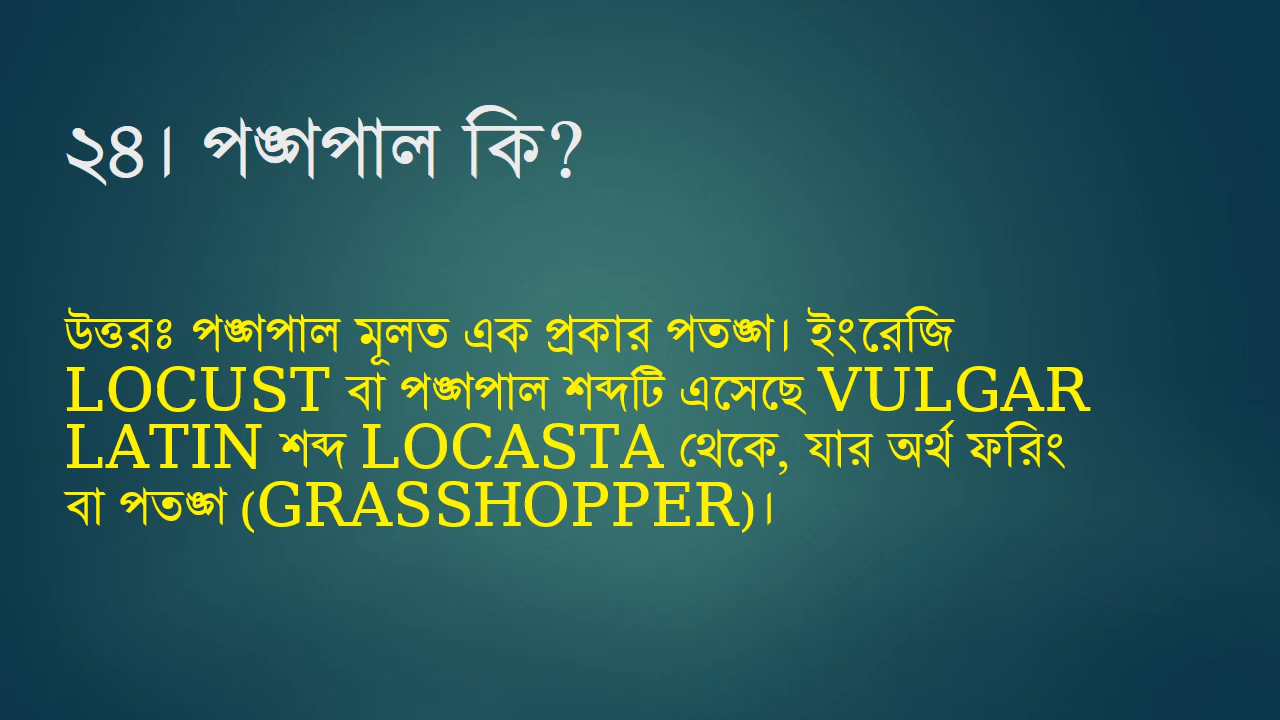 ২৪। পঙ্গপাল কি?
উত্তরঃ পঙ্গপাল মূলত এক প্রকার পতঙ্গ। ইংরেজি
LOCUST বা পঙ্গপাল শব্দটি এসেছে VULGAR
LATIN শব্দ LOCASTA থেকে, যার অর্থ ফরিং
বা পতঙ্গ (GRASSHOPPER)।